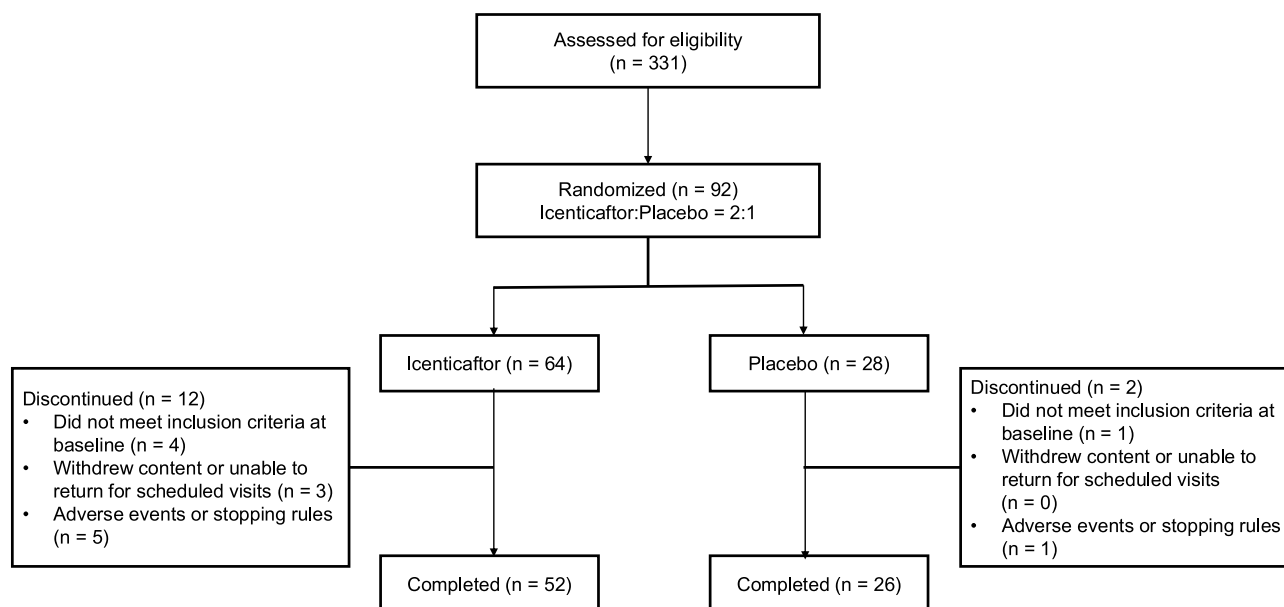 Assessed for eligibility
(n = 331)
Randomized (n = 92)
Icenticaftor:Placebo = 2:1
Icenticaftor (n = 64)
Placebo (n = 28)
Discontinued (n = 12)
• Did not meet inclusion criteria at
baseline (n = 4)
• Withdrew content or unable to
return for scheduled visits (n = 3)
• Adverse events or stopping rules
(n = 5)
Discontinued (n = 2)
• Did not meet inclusion criteria at
baseline (n = 1)
• Withdrew content or unable to
return for scheduled visits
(n = 0)
• Adverse events or stopping rules
(n = 1)
Completed (n = 52)
Completed (n = 26)